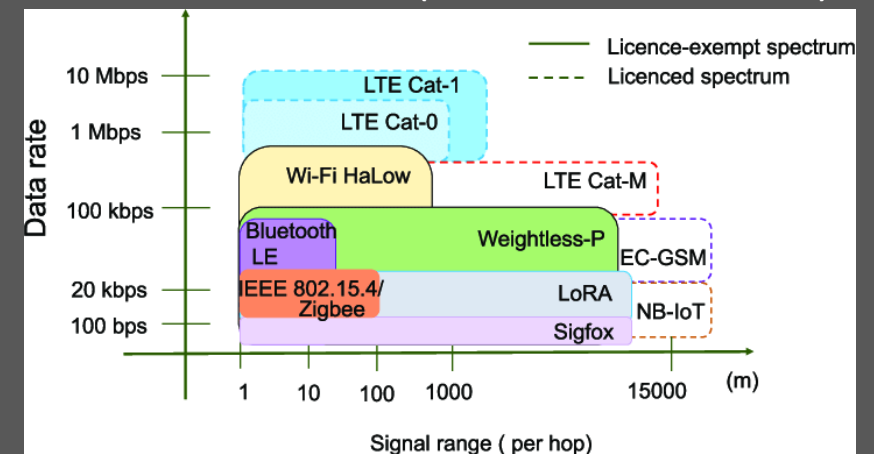 Licence-exempt spectrum
Licenced spectrum
Data rate
10 Mbps
1 Mbps
100 kbps
20 kbps
100 bps
LTE Cat-1
LTE Cat-0
Wi-Fi HaLow
LTE Cat-M
Bluetooth
LE
Weightless-P
EC-GSM
IEEE 802.15.4/
Zigbee
LoRA
NB-IoT
Sigfox
1 10 100 1000 15000 (m)
Signal range ( per hop)